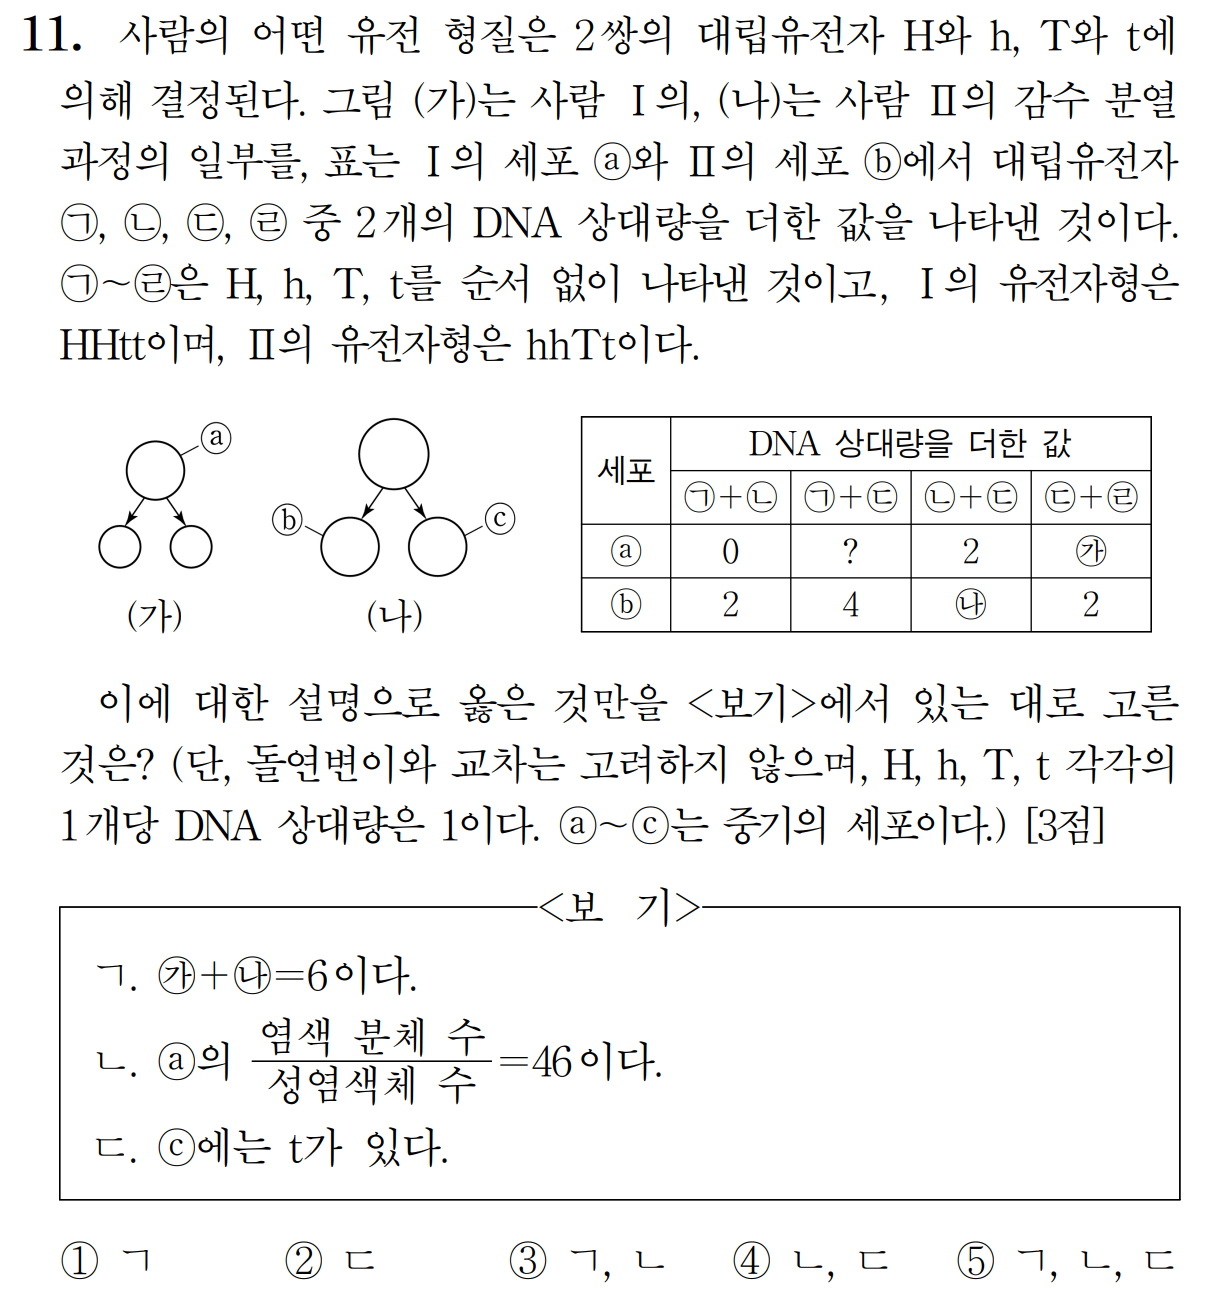 11. 사람의 어떤 유전 형질은 2쌍의 대립유전자 H와 h, T와 t에
의해 결정된다. 그림 (가)는 사람 Ⅰ의, (나)는 사람 Ⅱ의 감수 분열
과정의 일부를, 표는 Ⅰ의 세포 ⓐ와 Ⅱ의 세포 ⓑ에서 대립유전자
㉠, ㉡, ㉢, ㉣ 중 2개의 DNA 상대량을 더한 값을 나타낸 것이다.
㉠~㉣은 H, h, T, t를 순서 없이 나타낸 것이고, Ⅰ의 유전자형은
HHtt이며, Ⅱ의 유전자형은 hhTt이다.
ⓐ
ⓑ
ⓒ
(가)
(나)
세포
DNA 상대량을 더한 값
㉠+㉡ ㉠+㉢ ㉡+㉢ ㉢+㉣
ⓐ 0 ? 2 ㉮
ⓑ 2 4 ㉯ 2
이에 대한 설명으로 옳은 것만을 <보기>에서 있는 대로 고른
것은? (단, 돌연변이와 교차는 고려하지 않으며, H, h, T, t 각각의
1개당 DNA 상대량은 1이다. ⓐ~ⓒ는 중기의 세포이다.) [3점]
<보 기>
ㄱ. ㉮+㉯=6이다.
ㄴ. ⓐ의 염색 분체 수/성염색체 수=46이다.
ㄷ. ⓒ에는 t가 있다.
① ㄱ ② ㄷ ③ ㄱ, ㄴ ④ ㄴ, ㄷ ⑤ ㄱ, ㄴ, ㄷ